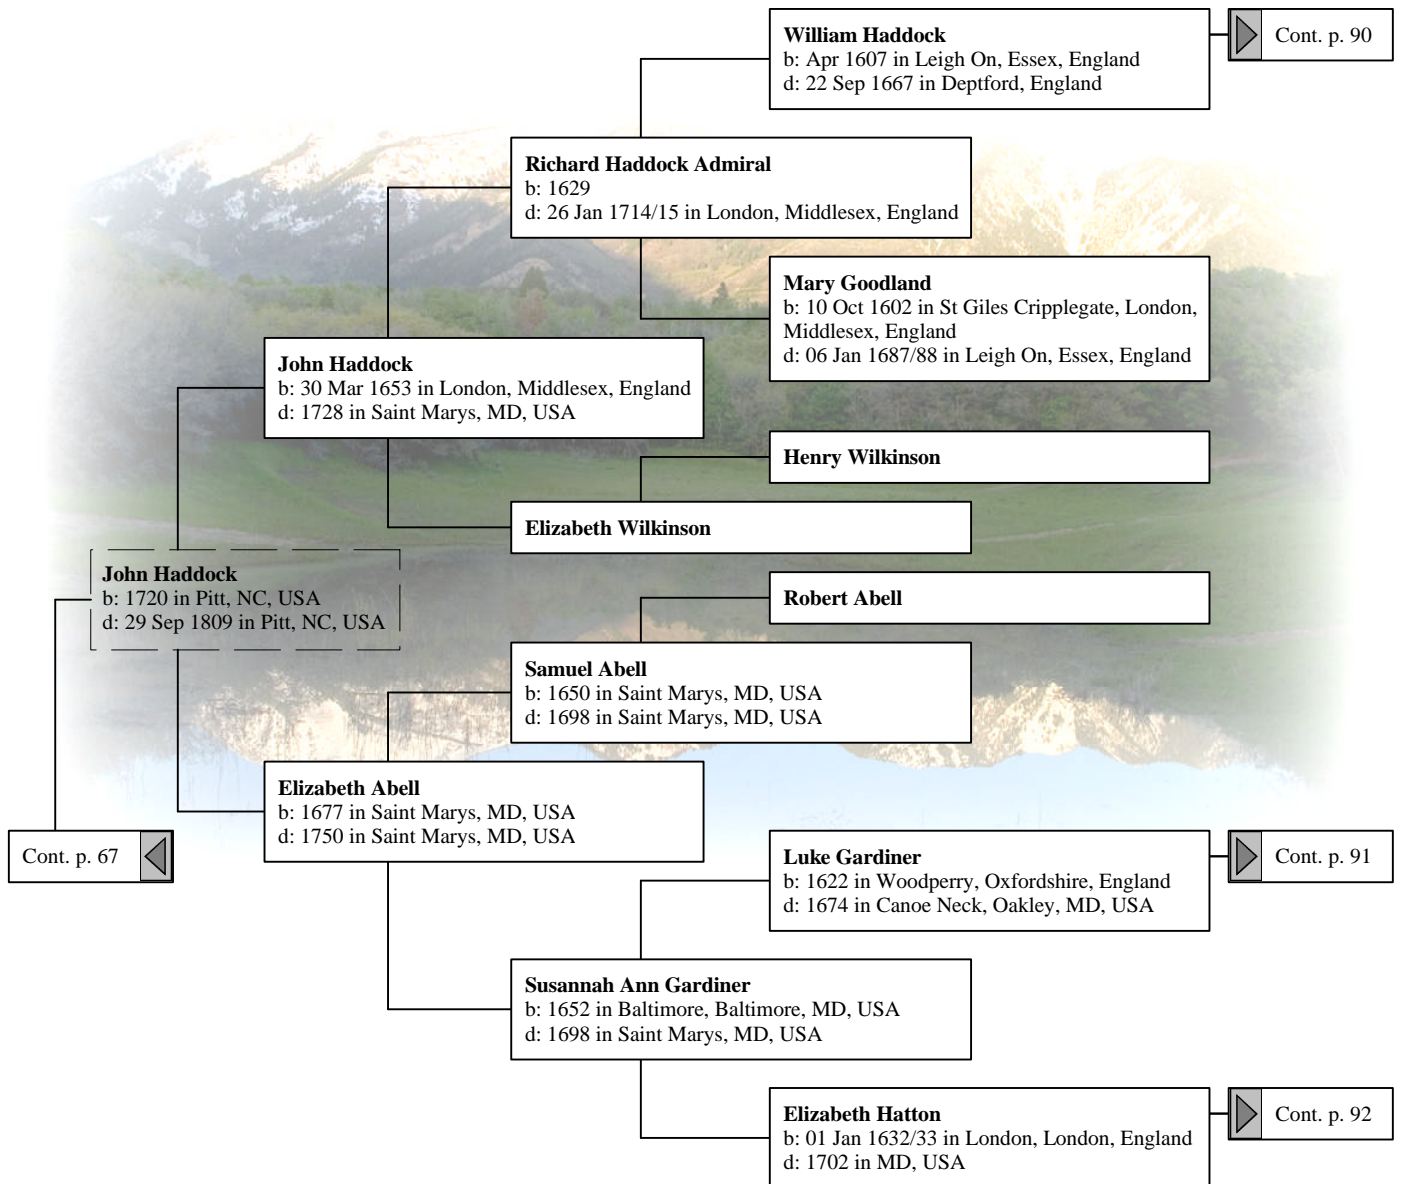 William Haddock
b: Apr 1607 in Leigh On, Essex, England
d: 22 Sep 1667 in Deptford, England
Cont. p. 90
Richard Haddock Admiral
b: 1629
d: 26 Jan 1714/15 in London, Middlesex, England
Mary Goodland
b: 10 Oct 1602 in St Giles Cripplegate, London,
Middlesex, England
d: 06 Jan 1687/88 in Leigh On, Essex, England
John Haddock
b: 30 Mar 1653 in London, Middlesex, England
d: 1728 in Saint Marys, MD, USA
Henry Wilkinson
Elizabeth Wilkinson
John Haddock
b: 1720 in Pitt, NC, USA
d: 29 Sep 1809 in Pitt, NC, USA
Robert Abell
Samuel Abell
b: 1650 in Saint Marys, MD, USA
d: 1698 in Saint Marys, MD, USA
Elizabeth Abell
b: 1677 in Saint Marys, MD, USA
d: 1750 in Saint Marys, MD, USA
Cont. p. 67
Luke Gardiner
b: 1622 in Woodperry, Oxfordshire, England
d: 1674 in Canoe Neck, Oakley, MD, USA
Cont. p. 91
Susannah Ann Gardiner
b: 1652 in Baltimore, Baltimore, MD, USA
d: 1698 in Saint Marys, MD, USA
Elizabeth Hatton
b: 01 Jan 1632/33 in London, London, England
d: 1702 in MD, USA
Cont. p. 92